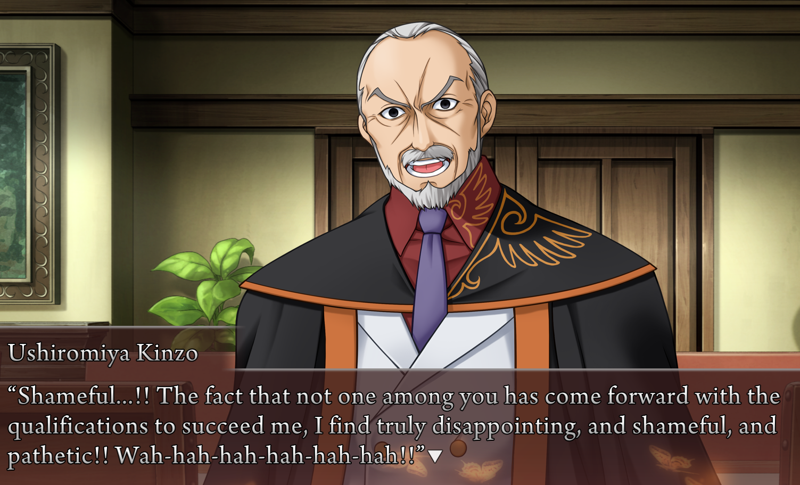 Ushiromiya Kinzo
“Shameful...!! The fact that not one among you has come forward with the
qualifications to succeed me, I find truly disappointing, and shameful, and
pathetic!! Wah-hah-hah-hah-hah-hah!!”▼